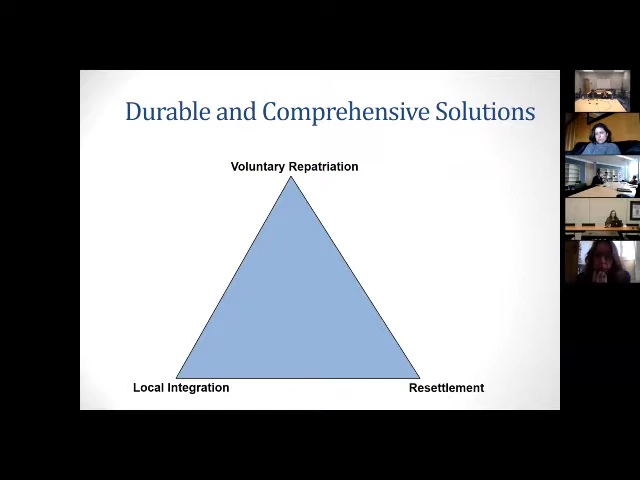 Durable and Comprehensive Solutions
Voluntary Repatriation
Local Integration
Resettlement